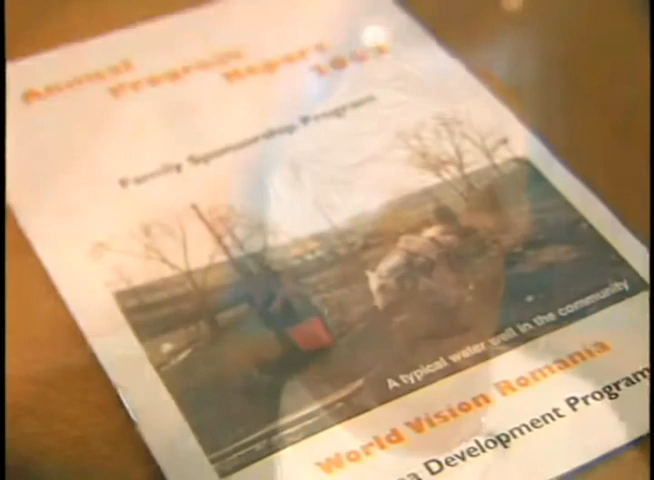 Annual Progress Report
Family Sponsorship Program
A typical water well in the community
World Vision Romania
Development Program